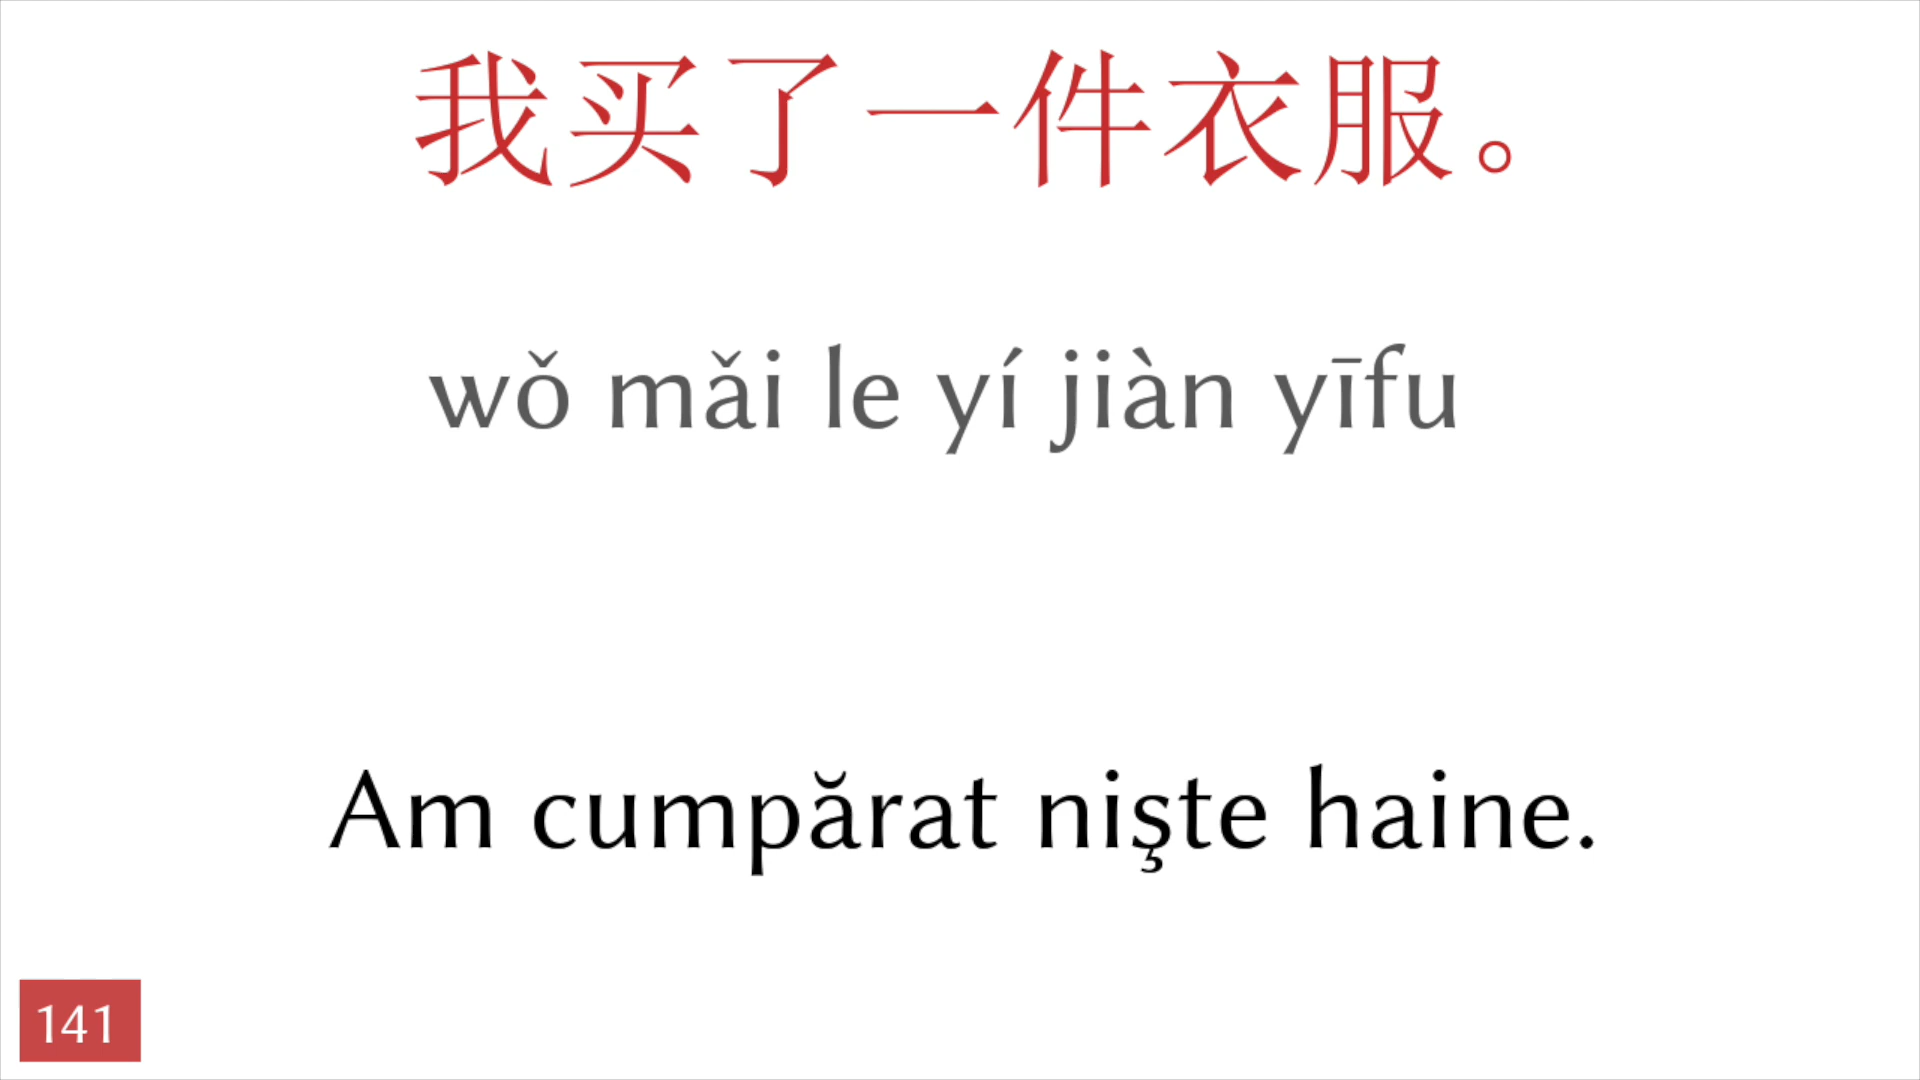 我买了一件衣服。
wǒ mǎi le yí jiàn yīfu
Am cumpărat nişte haine.
141